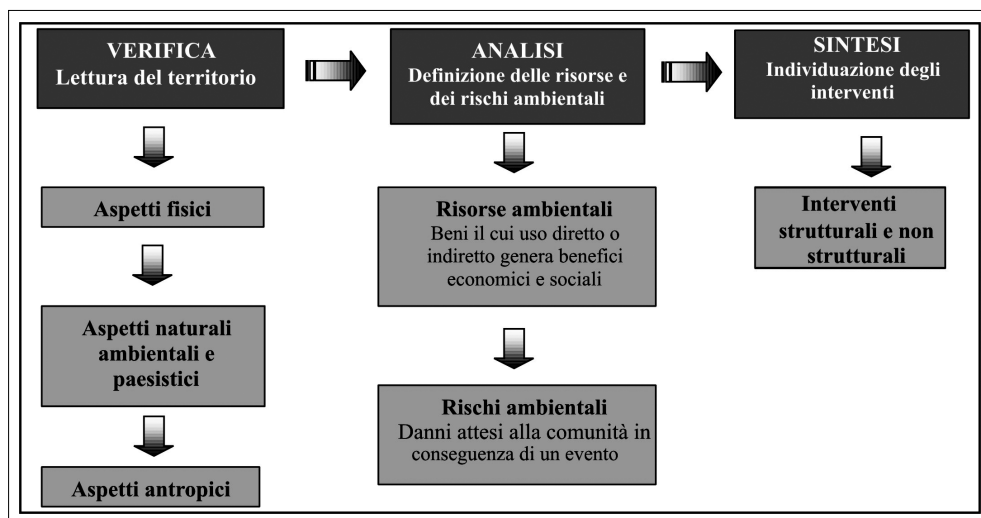 VERIFICA
Lettura del territorio
Aspetti fisici
Aspetti naturali
ambientali e
paesistici
Aspetti antropici
ANALISI
Definizione delle risorse e
dei rischi ambientali
Risorse ambientali
Beni il cui uso diretto o
indiretto genera benefici
economici e sociali
Rischi ambientali
Danni attesi alla comunità in
conseguenza di un evento
SINTESI
Individuazione degli
interventi
Interventi
strutturali e non
strutturali